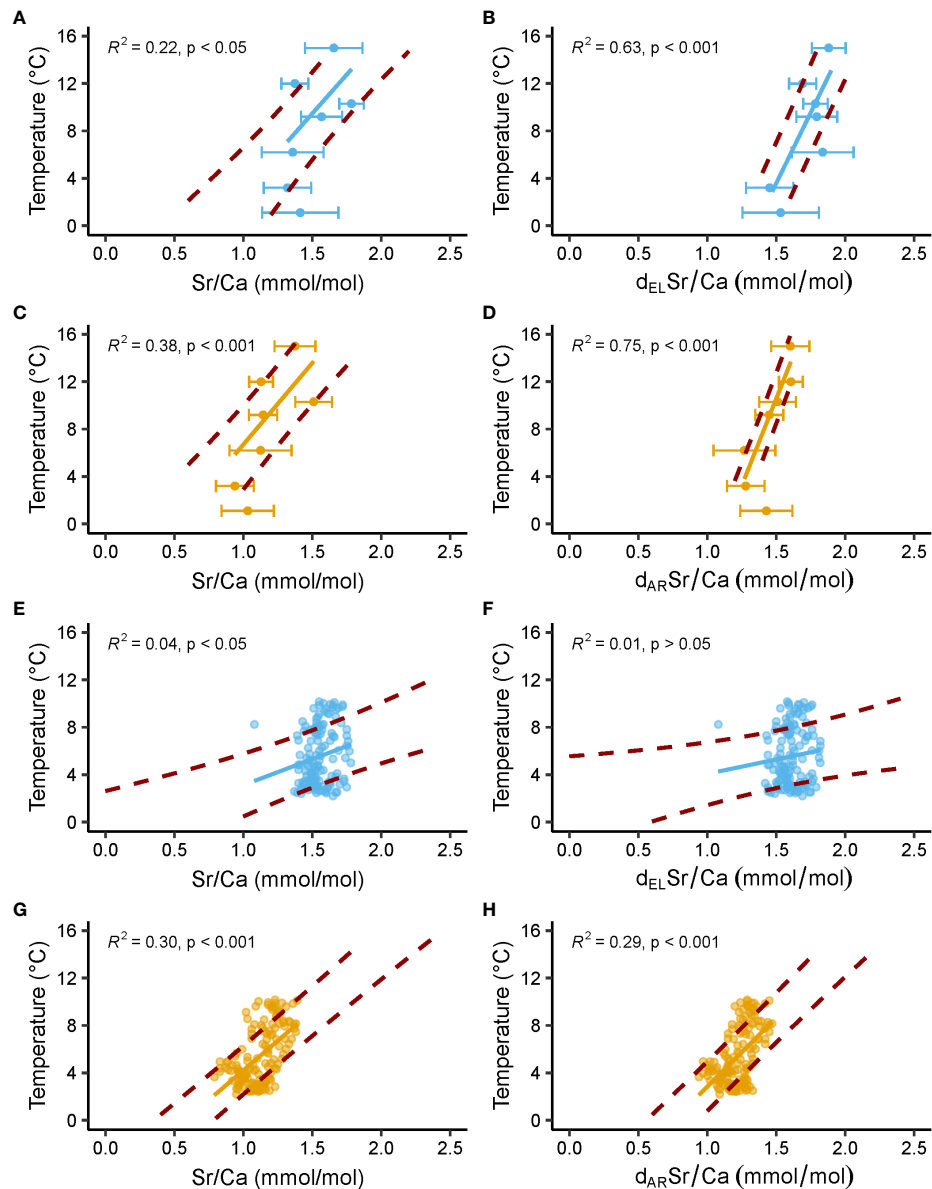 A
B
R² = 0.22, p < 0.05
R² = 0.63, p < 0.001
Temperature (°C)
Temperature (°C)
16
12
8
4
0
16
12
8
4
0
0.0 0.5 1.0 1.5 2.0 2.5
0.0 0.5 1.0 1.5 2.0 2.5
Sr/Ca (mmol/mol)
dELSr/Ca (mmol/mol)
C
D
R² = 0.38, p < 0.001
R² = 0.75, p < 0.001
Temperature (°C)
Temperature (°C)
16
12
8
4
0
16
12
8
4
0
0.0 0.5 1.0 1.5 2.0 2.5
0.0 0.5 1.0 1.5 2.0 2.5
Sr/Ca (mmol/mol)
dARSr/Ca (mmol/mol)
E
F
R² = 0.04, p < 0.05
R² = 0.01, p > 0.05
Temperature (°C)
Temperature (°C)
16
12
8
4
0
16
12
8
4
0
0.0 0.5 1.0 1.5 2.0 2.5
0.0 0.5 1.0 1.5 2.0 2.5
Sr/Ca (mmol/mol)
dELSr/Ca (mmol/mol)
G
H
R² = 0.30, p < 0.001
R² = 0.29, p < 0.001
Temperature (°C)
Temperature (°C)
16
12
8
4
0
16
12
8
4
0
0.0 0.5 1.0 1.5 2.0 2.5
0.0 0.5 1.0 1.5 2.0 2.5
Sr/Ca (mmol/mol)
dARSr/Ca (mmol/mol)